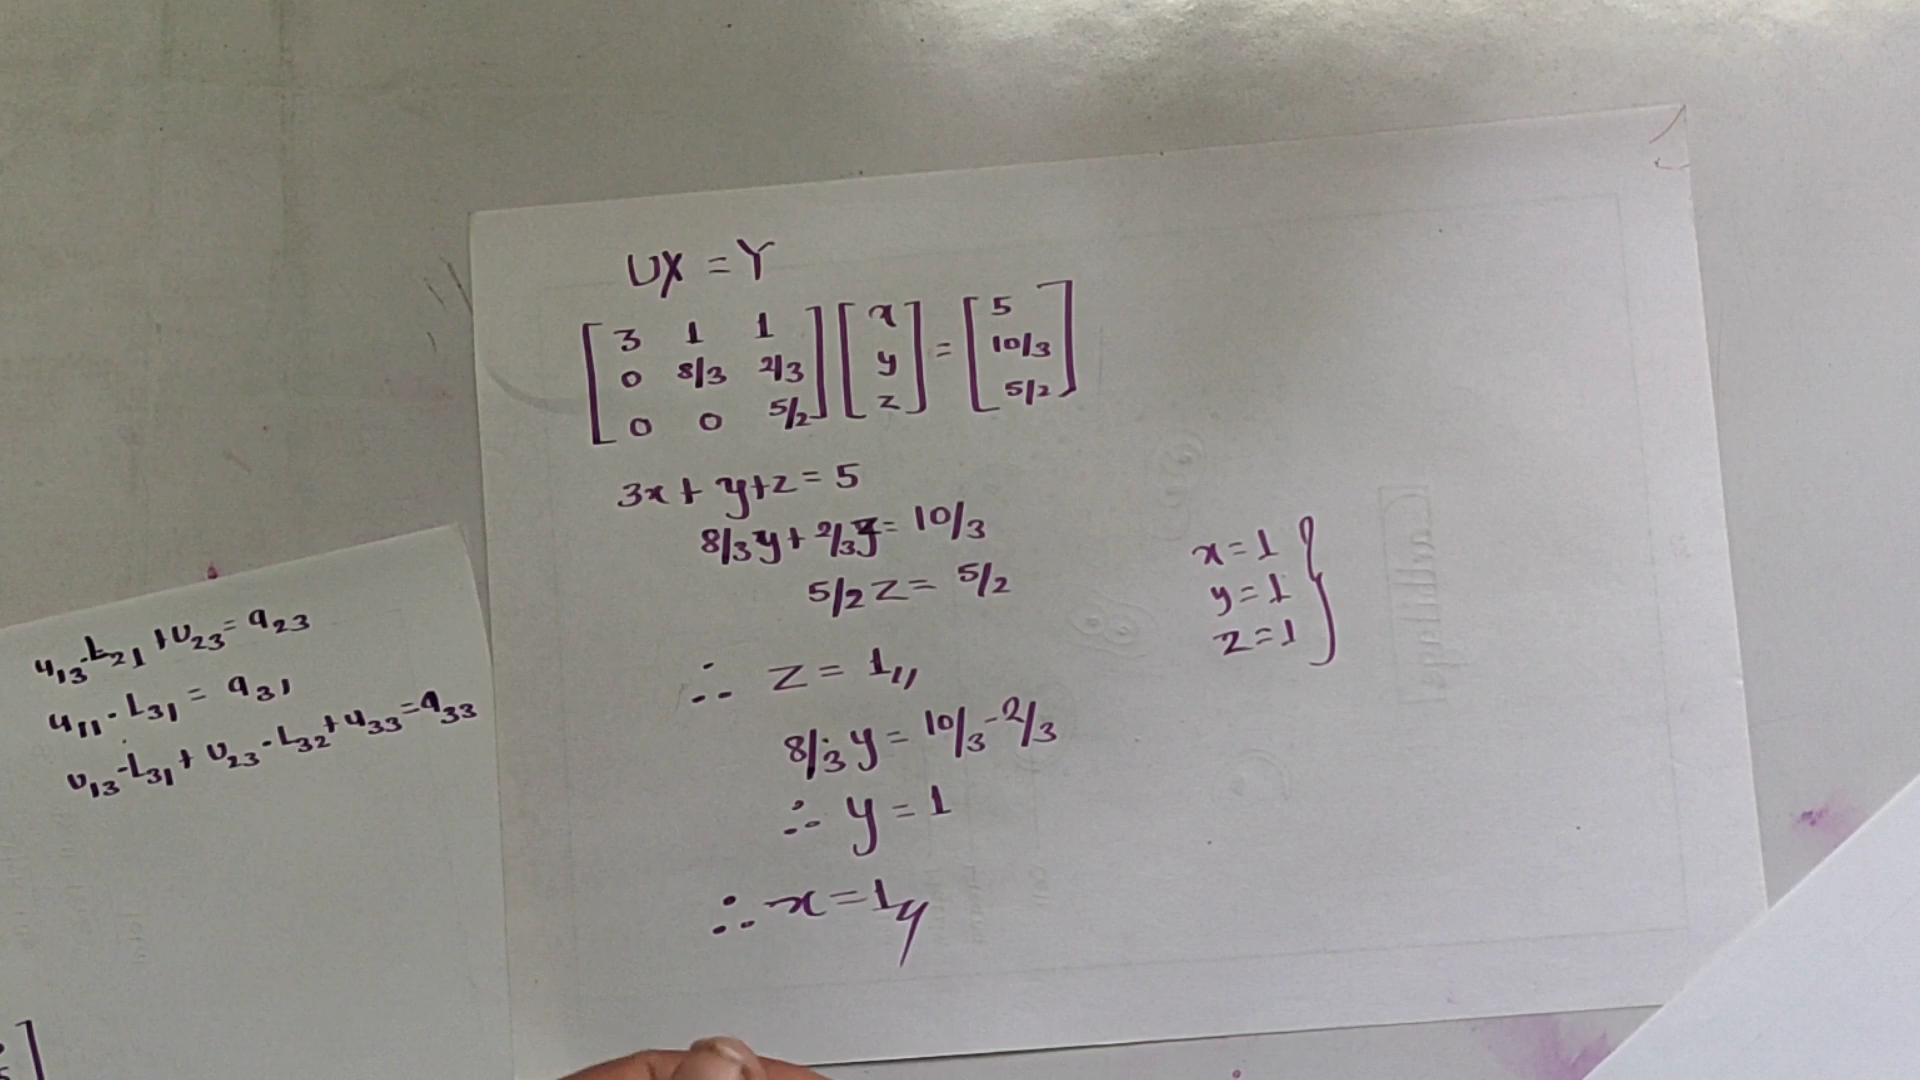 UX = Y
[3 1 1] [x] = [5]
[0 8/3 2/3] [y] [10/3]
[0 0 5/2] [z] [5/2]
3x + y+z = 5
8/3y + 2/3z = 10/3
5/2 z = 5/2
∴ z = 1,,
8/3 y = 10/3 - 2/3
∴ y = 1
∴ x = 1
x = 1 }
y = 1
z = 1
u13·L21 + U23 = a23
u11 · L31 = a31
U13·L31 + U23·L32 + u33 = a33